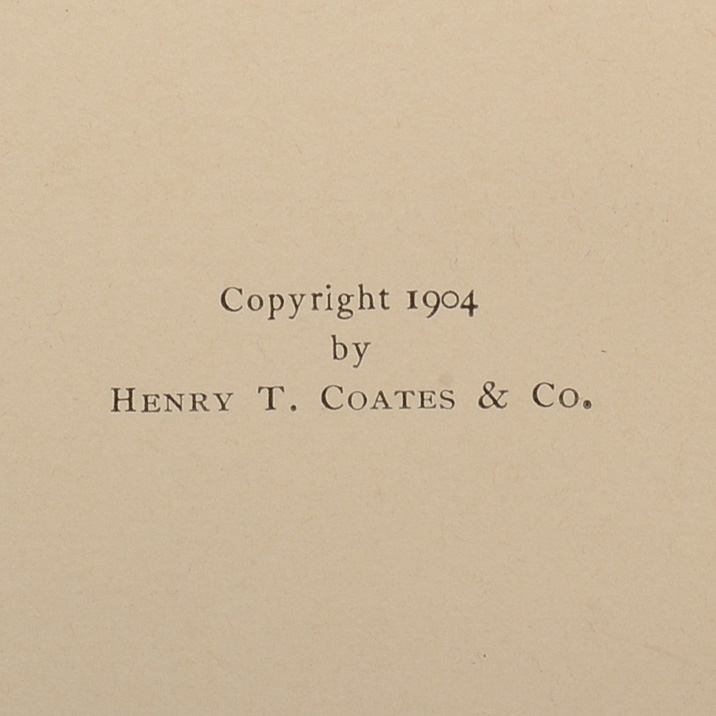 Copyright 1904
by
Henry T. Coates & Co.